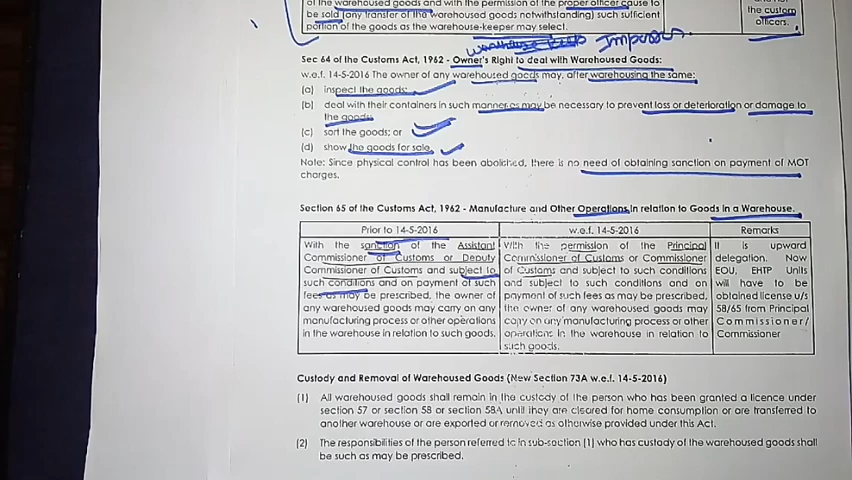 of the warehoused goods and with the permission of the proper officer cause to
be sold (any transfer of the warehoused goods notwithstanding) such sufficient
portion of the goods as the warehouse-keeper may select.
the custom
officers.
Sec 64 of the Customs Act, 1962 - Owner's Right to deal with Warehoused Goods:
w.e.f. 14-5-2016 The owner of any warehoused goods may, after warehousing the same:
(a) inspect the goods;
(b) deal with their containers in such manner as may be necessary to prevent loss or deterioration or damage to
the goods;
(c) sort the goods; or
(d) show the goods for sale.
Note: Since physical control has been abolished, there is no need of obtaining sanction on payment of MOT
charges.
Section 65 of the Customs Act, 1962 - Manufacture and Other Operations in relation to Goods in a Warehouse.
Prior to 14-5-2016
With the sanction of the Assistant
Commissioner of Customs or Deputy
Commissioner of Customs and subject to
such conditions and on payment of such
fees as may be prescribed, the owner of
any warehoused goods may carry on any
manufacturing process or other operations
in the warehouse in relation to such goods.
w.e.f. 14-5-2016
With the permission of the Principal
Commissioner of Customs or Commissioner
of Customs and subject to such conditions
and subject to such conditions and on
payment of such fees as may be prescribed,
the owner of any warehoused goods may
carry on any manufacturing process or other
operations in the warehouse in relation to
such goods.
Remarks
It is upward
delegation. Now
EOU, EHTP Units
will have to be
obtained license u/s
58/65 from Principal
Commissioner/
Commissioner
Custody and Removal of Warehoused Goods (New Section 73A w.e.f. 14-5-2016)
(1) All warehoused goods shall remain in the custody of the person who has been granted a licence under
section 57 or section 58 or section 58A until they are cleared for home consumption or are transferred to
another warehouse or are exported or removed as otherwise provided under this Act.
(2) The responsibilities of the person referred to in sub-section (1) who has custody of the warehoused goods shall
be such as may be prescribed.